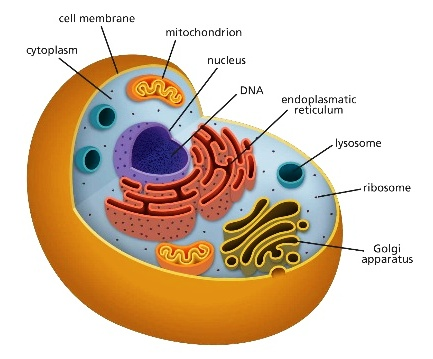 cell membrane
mitochondrion
cytoplasm
nucleus
DNA
endoplasmatic
reticulum
lysosome
ribosome
Golgi
apparatus